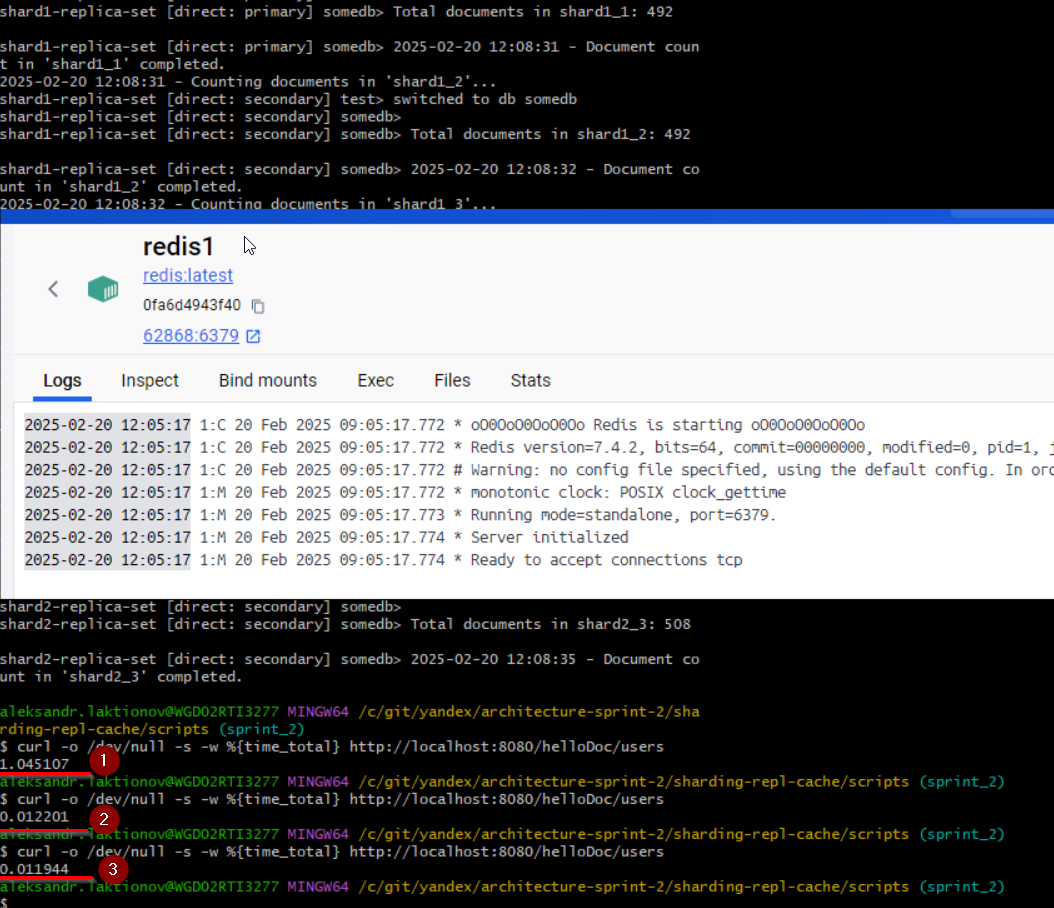 shard1-replica-set [direct: primary] somedb> Total documents in shard1_1: 492
shard1-replica-set [direct: primary] somedb> 2025-02-20 12:08:31 - Document coun
t in 'shard1_1' completed.
2025-02-20 12:08:31 - Counting documents in 'shard1_2'...
shard1-replica-set [direct: secondary] test> switched to db somedb
shard1-replica-set [direct: secondary] somedb>
shard1-replica-set [direct: secondary] somedb> Total documents in shard1_2: 492
shard1-replica-set [direct: secondary] somedb> 2025-02-20 12:08:32 - Document co
unt in 'shard1_2' completed.
2025-02-20 12:08:32 - Counting documents in 'shard1_3'...
redis1
redis:latest
0fa6d4943f40
62868:6379
Logs Inspect Bind mounts Exec Files Stats
2025-02-20 12:05:17 1:C 20 Feb 2025 09:05:17.772 * oO0OoO0OoO0Oo Redis is starting oO0OoO0OoO0Oo
2025-02-20 12:05:17 1:C 20 Feb 2025 09:05:17.772 * Redis version=7.4.2, bits=64, commit=00000000, modified=0, pid=1,
2025-02-20 12:05:17 1:C 20 Feb 2025 09:05:17.772 # Warning: no config file specified, using the default config. In
2025-02-20 12:05:17 1:M 20 Feb 2025 09:05:17.772 * monotonic clock: POSIX clock_gettime
2025-02-20 12:05:17 1:M 20 Feb 2025 09:05:17.773 * Running mode=standalone, port=6379.
2025-02-20 12:05:17 1:M 20 Feb 2025 09:05:17.774 * Server initialized
2025-02-20 12:05:17 1:M 20 Feb 2025 09:05:17.774 * Ready to accept connections tcp
shard2-replica-set [direct: secondary] somedb>
shard2-replica-set [direct: secondary] somedb> Total documents in shard2_3: 508
shard2-replica-set [direct: secondary] somedb> 2025-02-20 12:08:35 - Document co
unt in 'shard2_3' completed.
aleksandr.laktionov@WGDO2RTI3277 MINGW64 /c/git/yandex/architecture-sprint-2/sha
rding-repl-cache/scripts (sprint_2)
$ curl -o /dev/null -s -w %{time_total} http://localhost:8080/helloDoc/users
1.045107 1
aleksandr.laktionov@WGDO2RTI3277 MINGW64 /c/git/yandex/architecture-sprint-2/sharding-repl-cache/scripts (sprint_2)
$ curl -o /dev/null -s -w %{time_total} http://localhost:8080/helloDoc/users
0.012201 2
aleksandr.laktionov@WGDO2RTI3277 MINGW64 /c/git/yandex/architecture-sprint-2/sharding-repl-cache/scripts (sprint_2)
$ curl -o /dev/null -s -w %{time_total} http://localhost:8080/helloDoc/users
0.011944 3
aleksandr.laktionov@WGDO2RTI3277 MINGW64 /c/git/yandex/architecture-sprint-2/sharding-repl-cache/scripts (sprint_2)
$